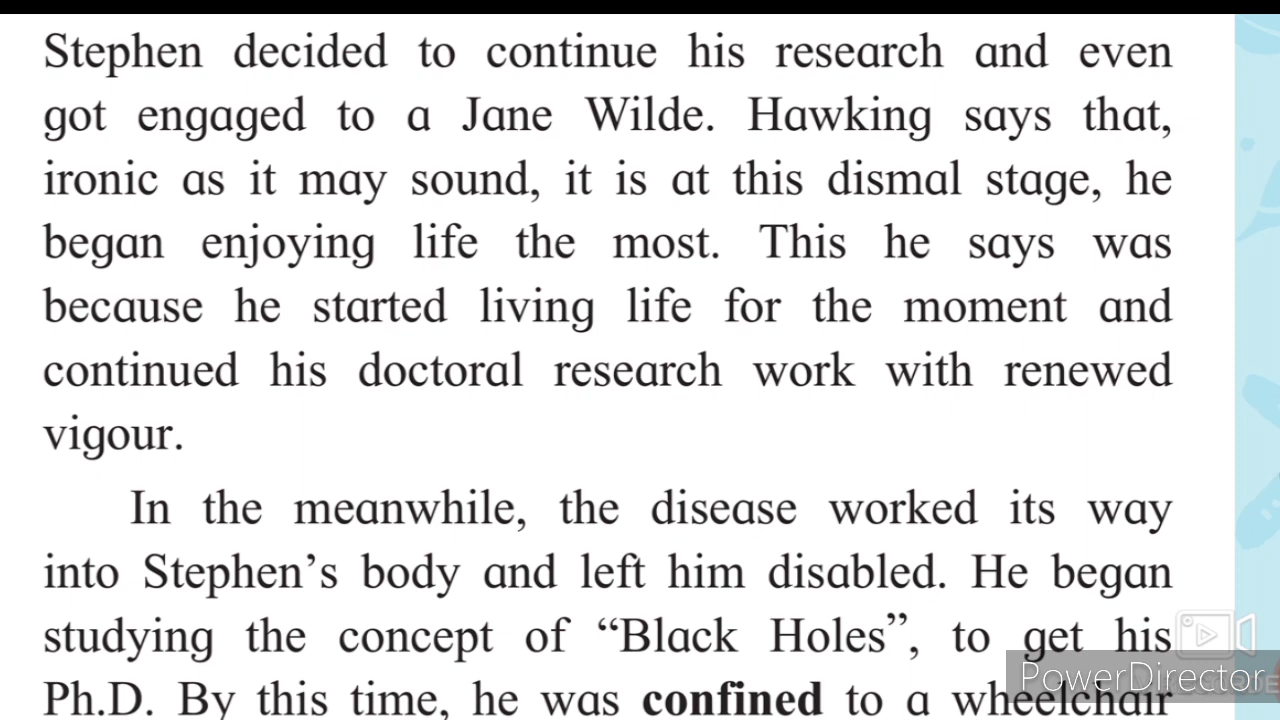 Stephen decided to continue his research and even
got engaged to a Jane Wilde. Hawking says that,
ironic as it may sound, it is at this dismal stage, he
began enjoying life the most. This he says was
because he started living life for the moment and
continued his doctoral research work with renewed
vigour.
In the meanwhile, the disease worked its way
into Stephen’s body and left him disabled. He began
studying the concept of “Black Holes”, to get his
Ph.D. By this time, he was confined to a wheelchair
PowerDirector